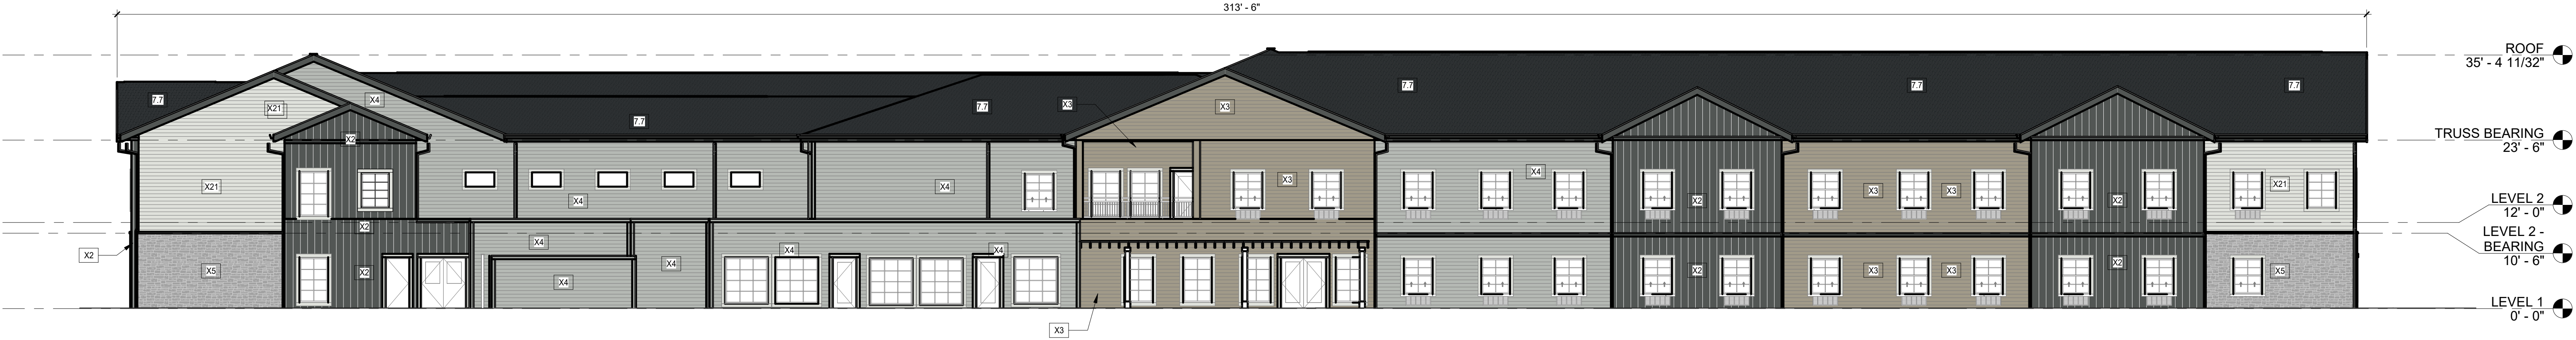 313' - 6"
ROOF
35' - 4 11/32"
7.7
X21
X4
7.7
7.7
X3
X3
7.7
7.7
7.7
X2
TRUSS BEARING
23' - 6"
X21
X4
X4
X3
X4
X2
X3
X3
X2
X21
LEVEL 2
12' - 0"
X2
X4
X4
X4
LEVEL 2 -
BEARING
10' - 6"
X2
X5
X2
X4
X4
X2
X3
X3
X2
X5
X3
LEVEL 1
0' - 0"